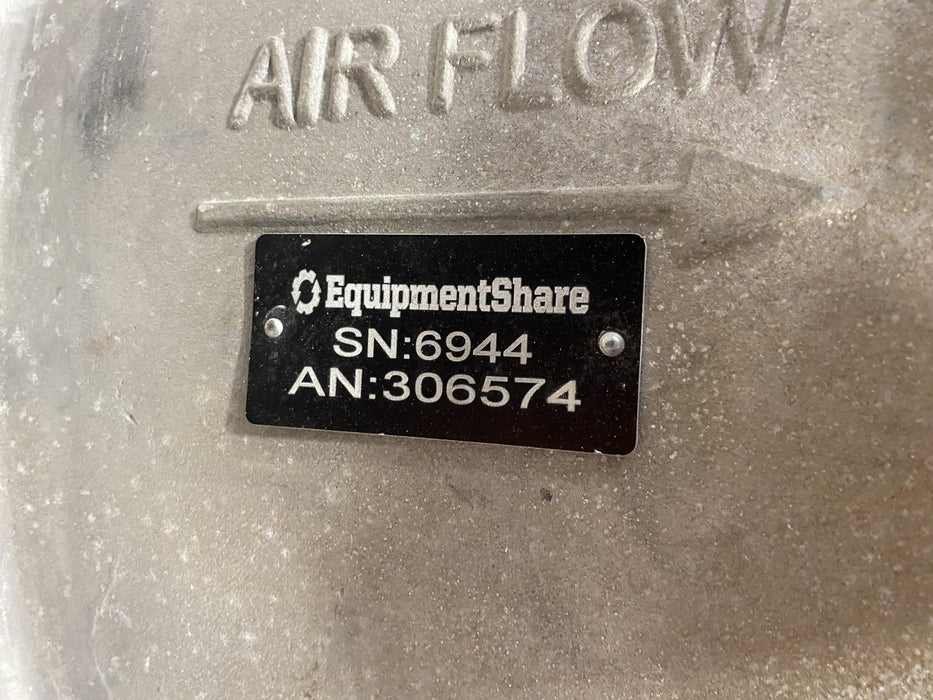 AIR FLOW
EquipmentShare
SN:6944
AN:306574